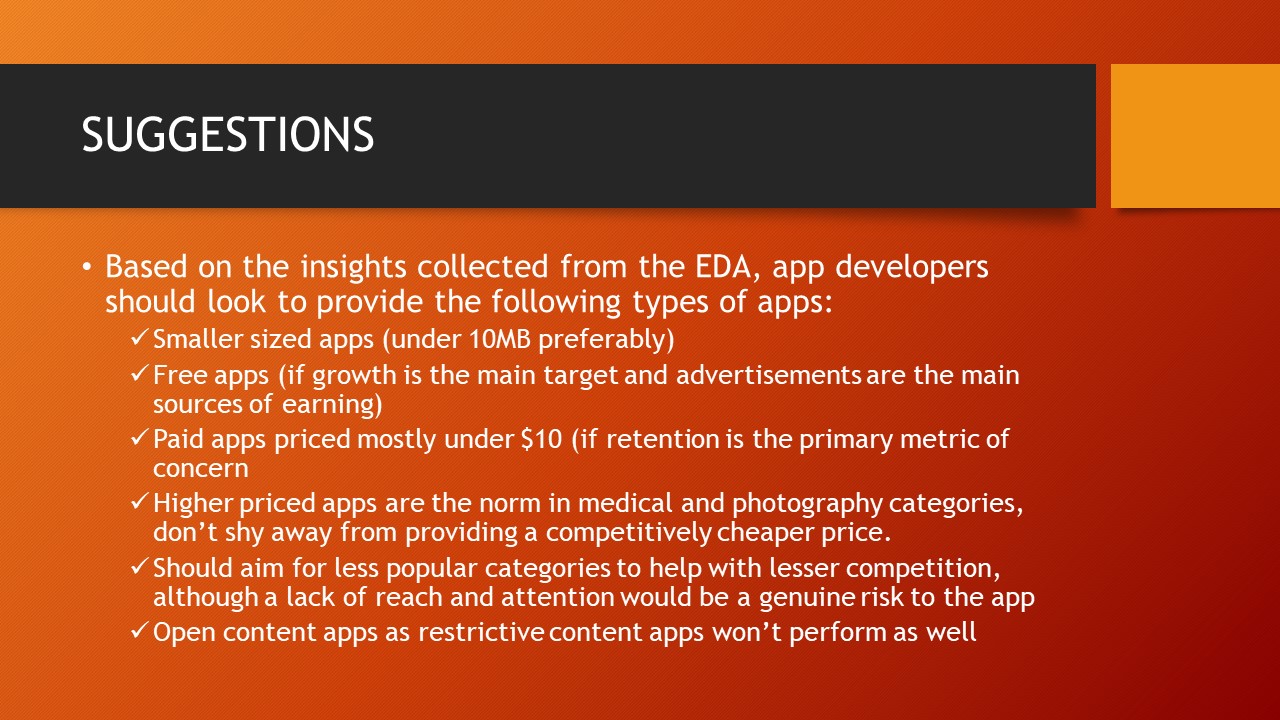 SUGGESTIONS
• Based on the insights collected from the EDA, app developers
should look to provide the following types of apps:
✓Smaller sized apps (under 10MB preferably)
✓Free apps (if growth is the main target and advertisements are the main
sources of earning)
✓Paid apps priced mostly under $10 (if retention is the primary metric of
concern
✓Higher priced apps are the norm in medical and photography categories,
don’t shy away from providing a competitively cheaper price.
✓Should aim for less popular categories to help with lesser competition,
although a lack of reach and attention would be a genuine risk to the app
✓Open content apps as restrictive content apps won’t perform as well